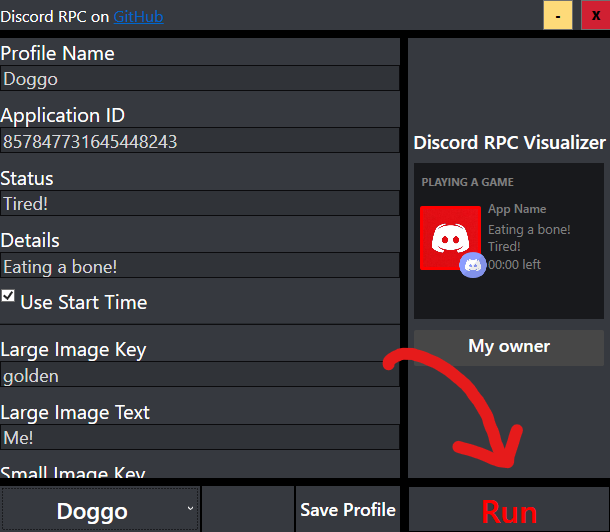 Discord RPC on GitHub
-
X
Profile Name
Doggo
Application ID
857847731645448243
Status
Tired!
Details
Eating a bone!
Use Start Time
Large Image Key
golden
Large Image Text
Me!
Small Image Key
Discord RPC Visualizer
PLAYING A GAME
App Name
Eating a bone!
Tired!
00:00 left
My owner
Doggo
Save Profile
Run